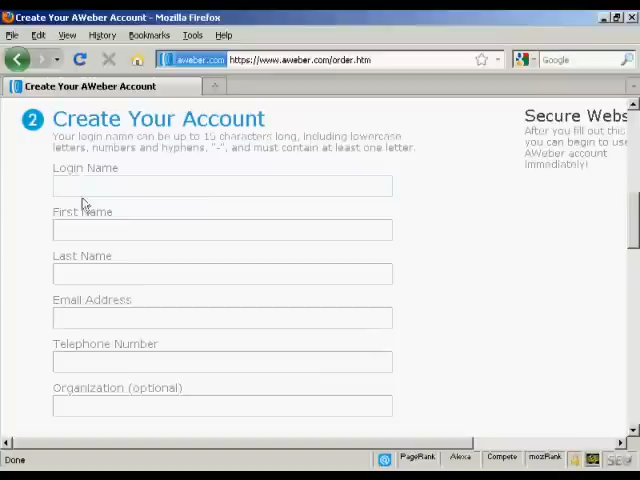 Create Your AWeber Account - Mozilla Firefox
File Edit View History Bookmarks Tools Help
aweber.com https://www.aweber.com/order.htm Google
Create Your AWeber Account
2 Create Your Account
Your login name can be up to 15 characters long, including lowercase
letters, numbers and hyphens, "-", and must contain at least one letter.
Login Name
First Name
Last Name
Email Address
Telephone Number
Organization (optional)
Secure Webs
After you fill out this
you can begin to use
AWeber account
immediately!
Done PageRank Alexa Compete mozRank